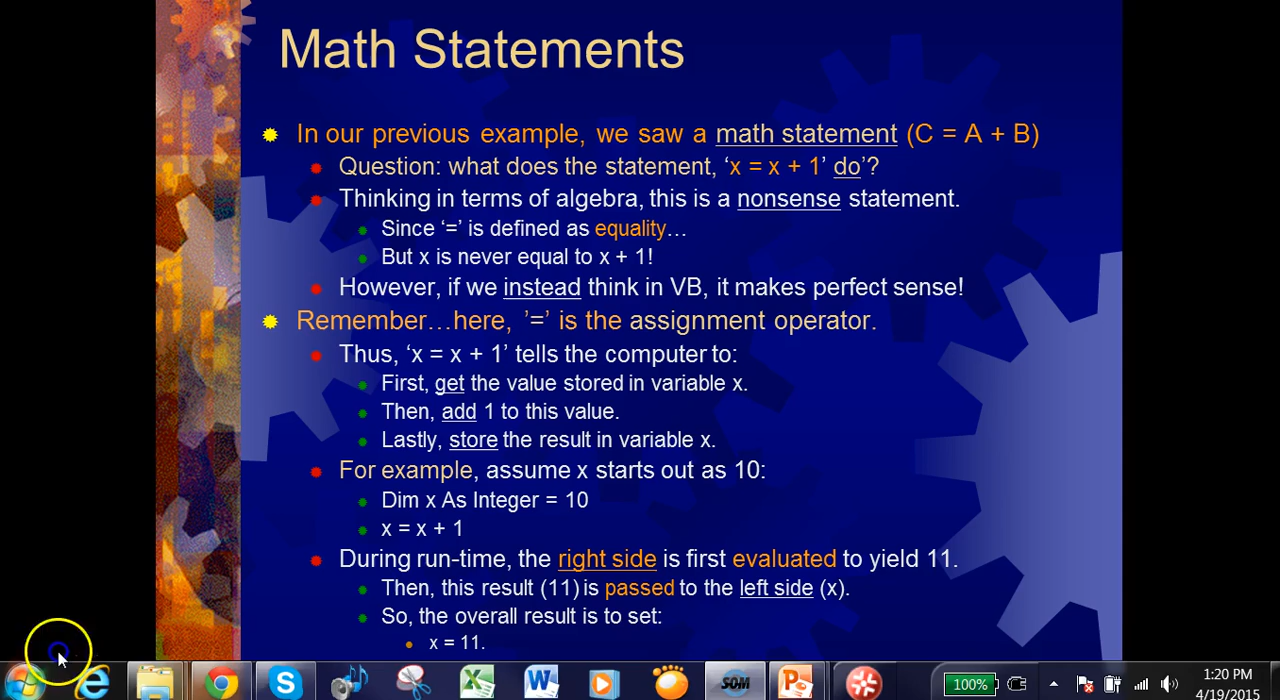 Math Statements
In our previous example, we saw a math statement (C = A + B)
Question: what does the statement, ‘x = x + 1’ do’?
Thinking in terms of algebra, this is a nonsense statement.
Since ‘=’ is defined as equality…
But x is never equal to x + 1!
However, if we instead think in VB, it makes perfect sense!
Remember…here, ’=’ is the assignment operator.
Thus, ‘x = x + 1’ tells the computer to:
First, get the value stored in variable x.
Then, add 1 to this value.
Lastly, store the result in variable x.
For example, assume x starts out as 10:
Dim x As Integer = 10
x = x + 1
During run-time, the right side is first evaluated to yield 11.
Then, this result (11) is passed to the left side (x).
So, the overall result is to set:
x = 11.
SOM
100%
1:20 PM
4/19/2015